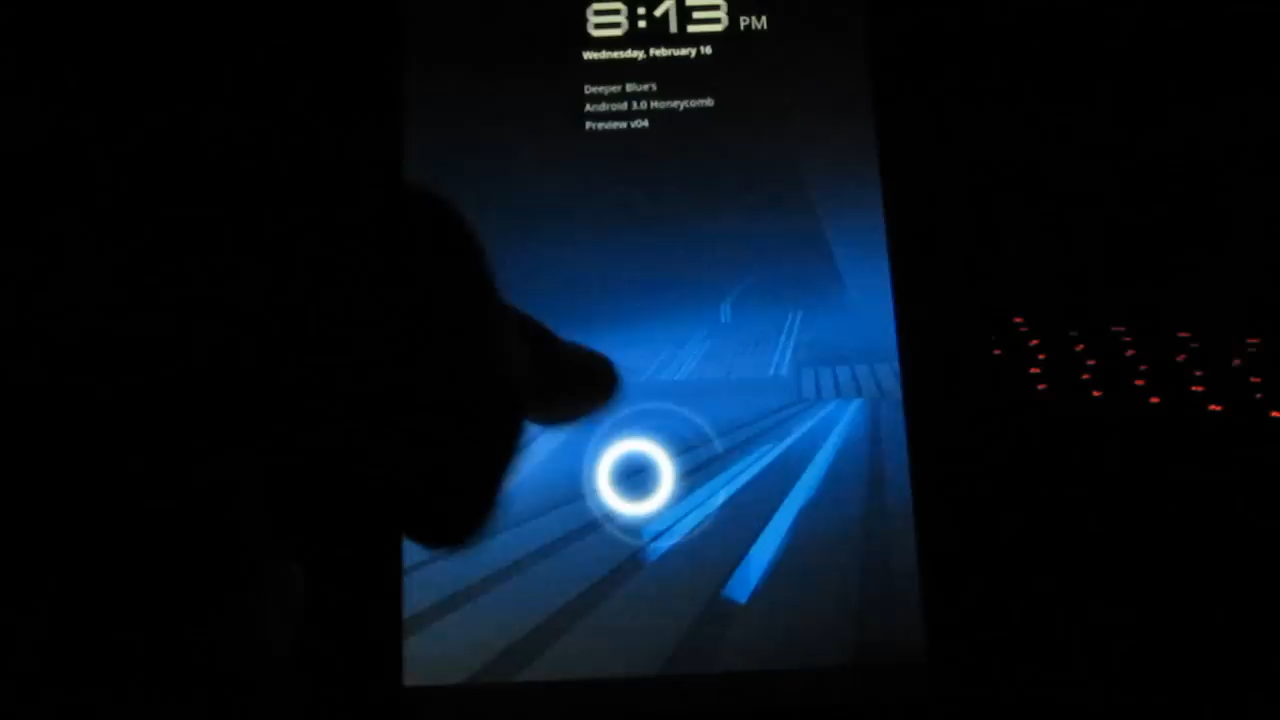 8:13 PM
Wednesday, February 16
Deeper Blue's
Android 3.0 Honeycomb
Preview v04